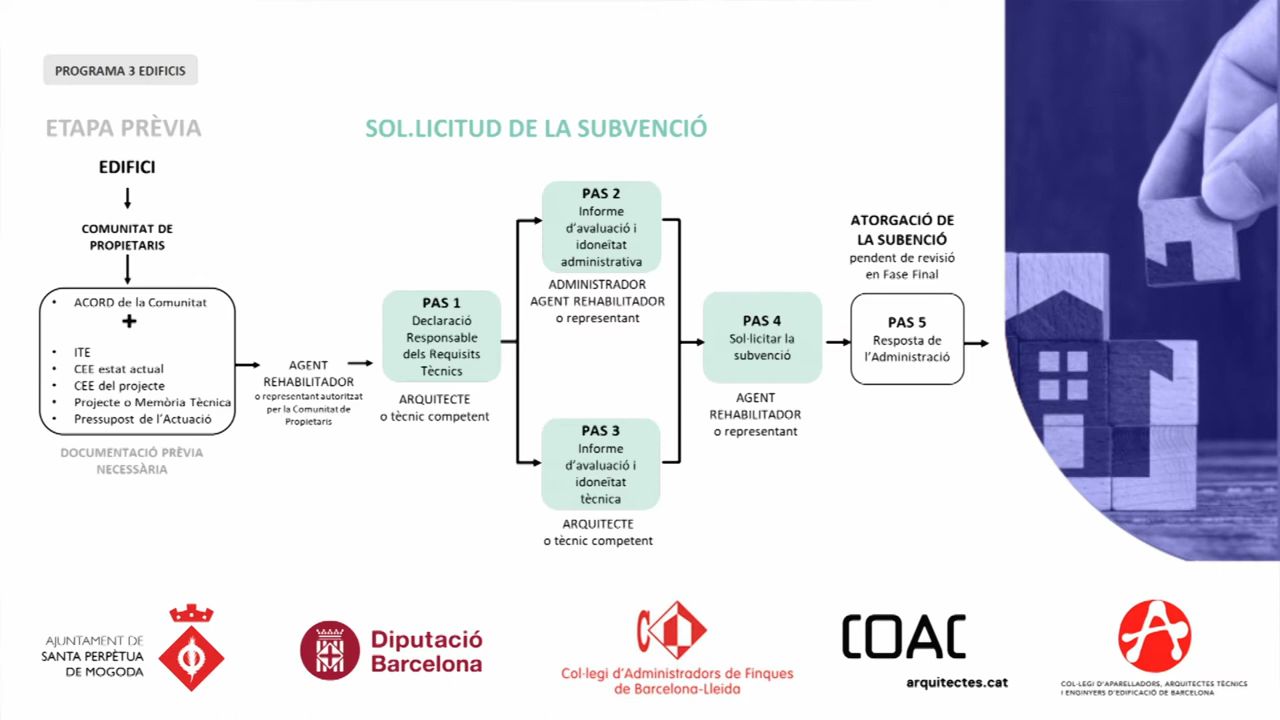 PROGRAMA 3 EDIFICIS
ETAPA PRÈVIA
EDIFICI
COMUNITAT DE
PROPIETARIS
• ACORD de la Comunitat
+
• ITE
• CEE estat actual
• CEE del projecte
• Projecte o Memòria Tècnica
• Pressupost de l'Actuació
DOCUMENTACIÓ PRÈVIA
NECESSÀRIA
AGENT
REHABILITADOR
o representant autoritzat
per la Comunitat de
Propietaris
SOL.LICITUD DE LA SUBVENCIÓ
PAS 1
Declaració
Responsable
dels Requisits
Tècnics
ARQUITECTE
o tècnic competent
PAS 2
Informe
d'avaluació i
idoneïtat
administrativa
ADMINISTRADOR
AGENT REHABILITADOR
o representant
PAS 3
Informe
d'avaluació i
idoneïtat
tècnica
ARQUITECTE
o tècnic competent
PAS 4
Sol·licitar la
subvenció
AGENT
REHABILITADOR
o representant
ATORGACIÓ DE
LA SUBENCIÓ
pendent de revisió
en Fase Final
PAS 5
Resposta de
l'Administració
AJUNTAMENT DE
SANTA PERPÈTUA
DE MOGODA
Diputació
Barcelona
Col·legi d'Administradors de Finques
de Barcelona-Lleida
COAC
arquitectes.cat
COL·LEGI D'APARELLADORS, ARQUITECTES TÈCNICS
I ENGINYERS D'EDIFICACIÓ DE BARCELONA